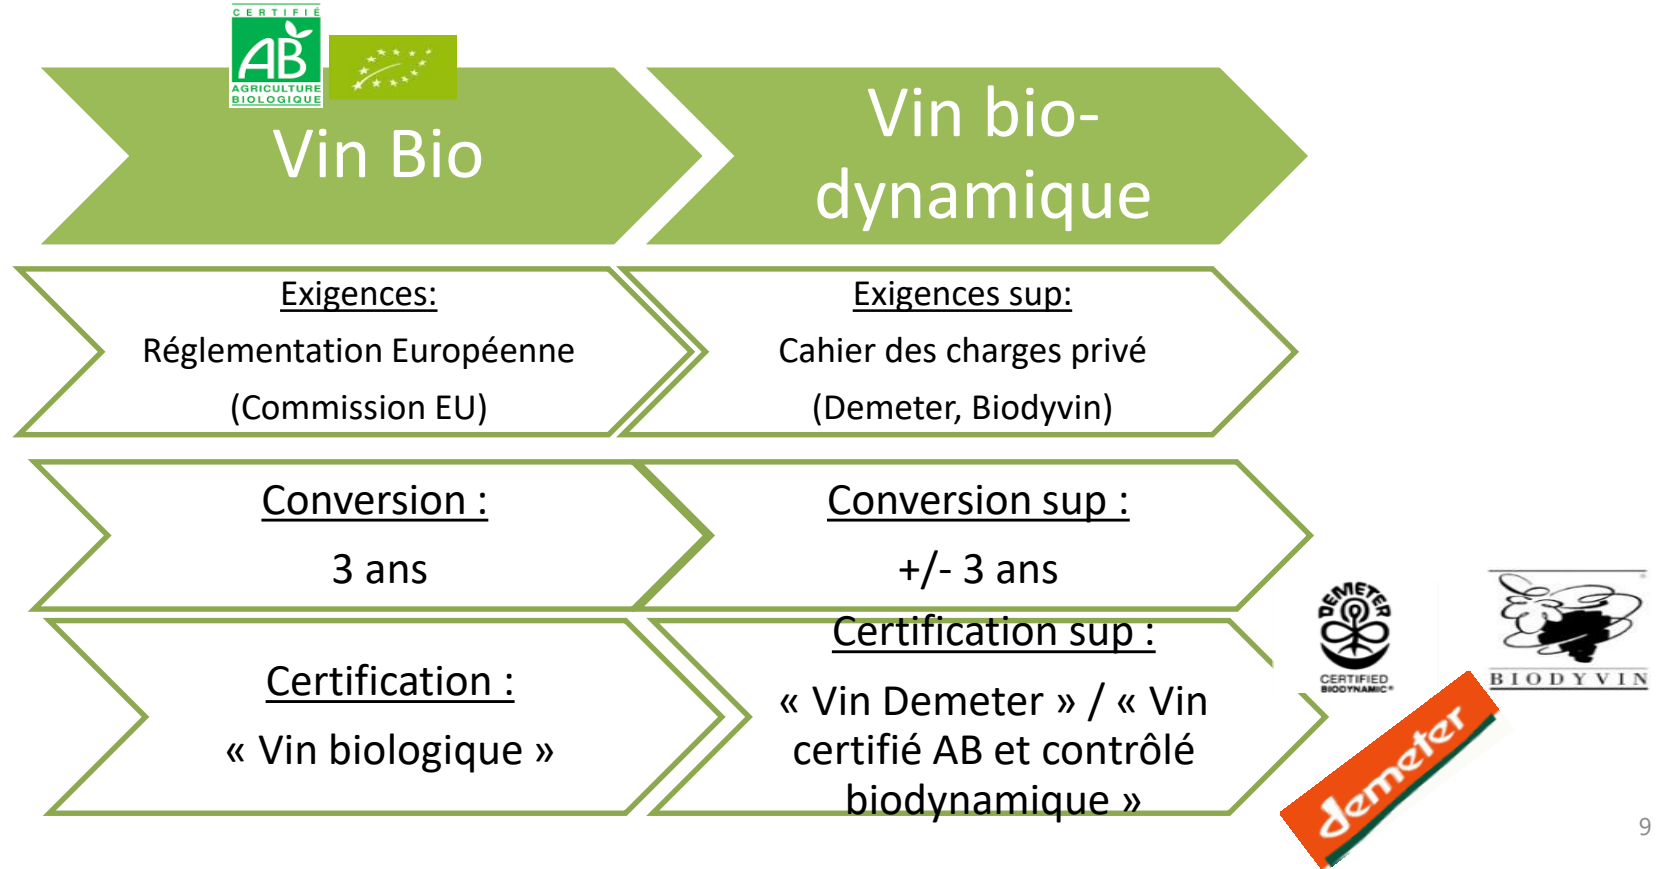 CERTIFIÉ
AB
AGRICULTURE
BIOLOGIQUE
Vin Bio
Vin bio-
dynamique
Exigences:
Réglementation Européenne
(Commission EU)
Exigences sup:
Cahier des charges privé
(Demeter, Biodyvin)
Conversion :
3 ans
Conversion sup :
+/- 3 ans
Certification :
« Vin biologique »
Certification sup :
« Vin Demeter » / « Vin
certifié AB et contrôlé
biodynamique »
DEMETER
CERTIFIED
BIODYNAMIC®
BIODYVIN
demeter
9